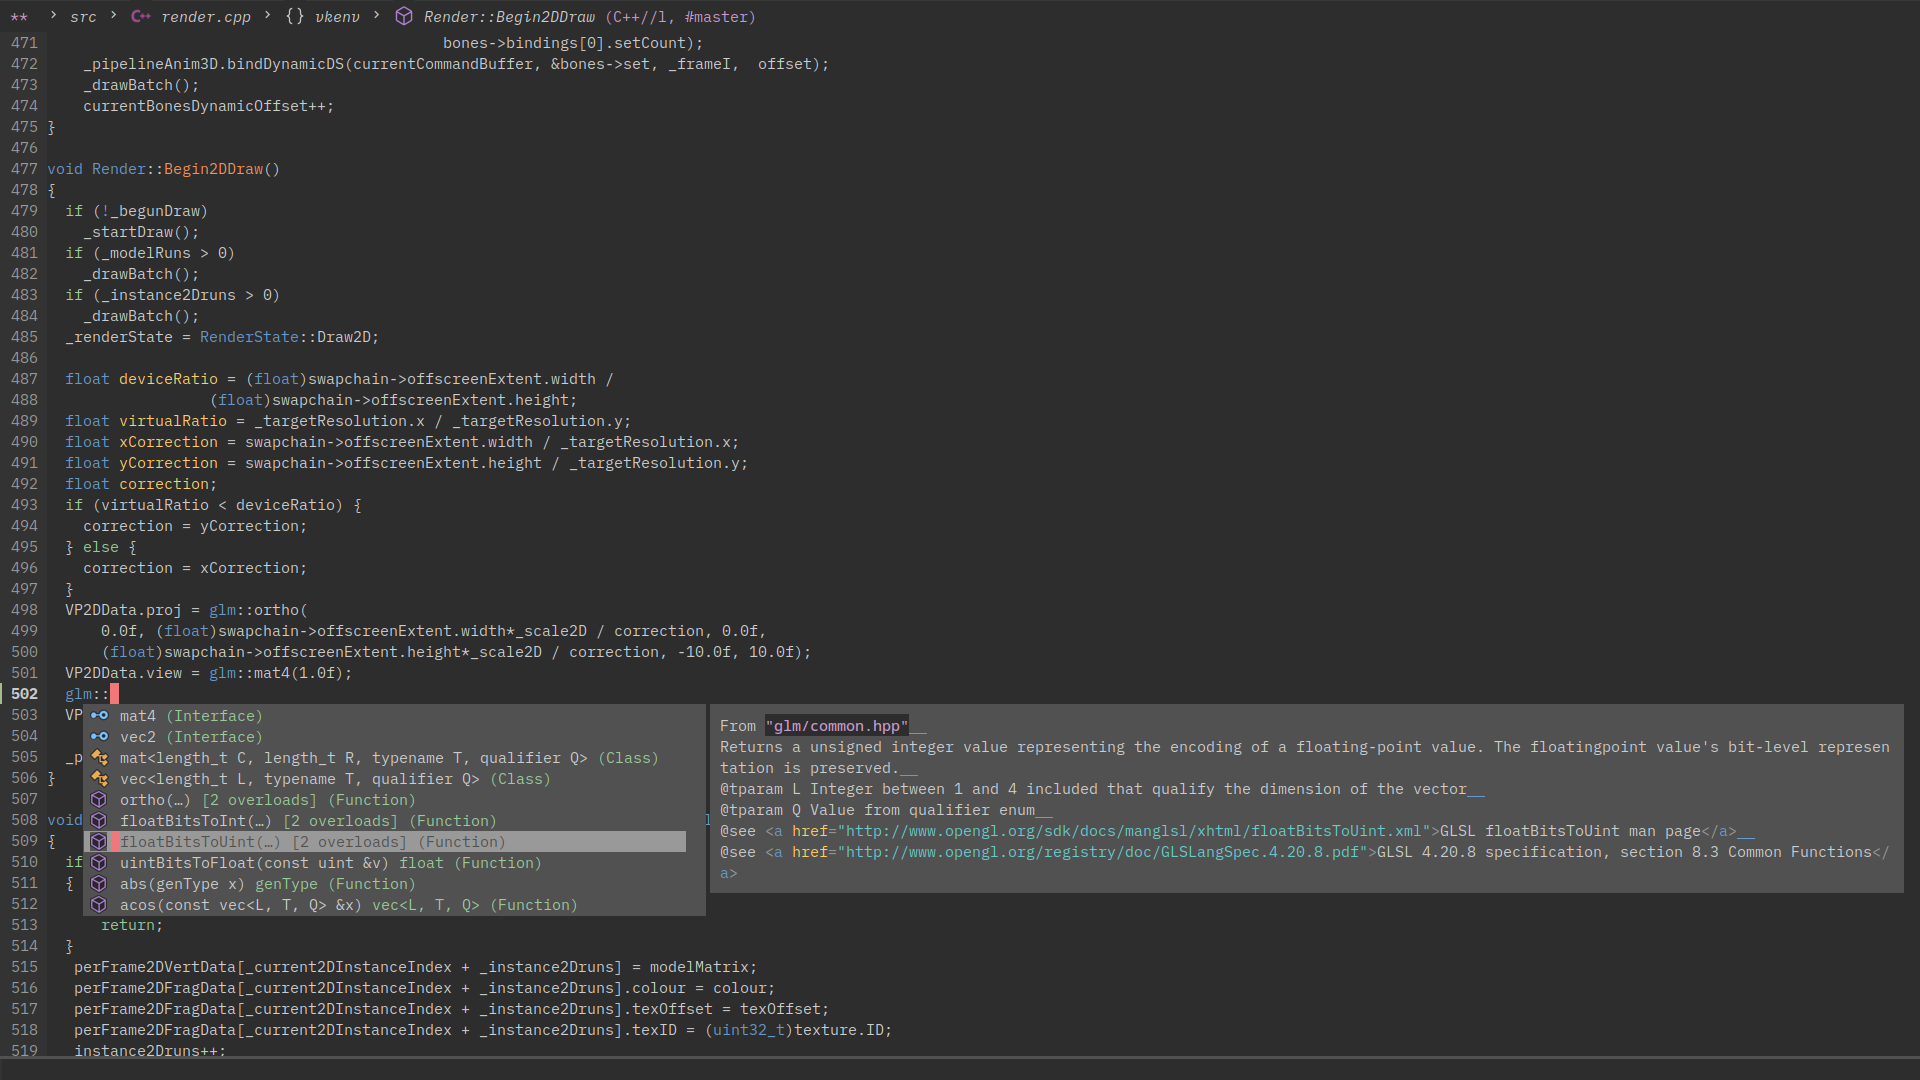 ** > src > C++ render.cpp > {} vkenv > Render::Begin2DDraw (C++//l, #master)
471 bones->bindings[0].setCount);
472 _pipelineAnim3D.bindDynamicDS(currentCommandBuffer, &bones->set, _frameI,  offset);
473 _drawBatch();
474 currentBonesDynamicOffset++;
475 }
476
477 void Render::Begin2DDraw()
478 {
479 if (!_begunDraw)
480 _startDraw();
481 if (_modelRuns > 0)
482 _drawBatch();
483 if (_instance2Druns > 0)
484 _drawBatch();
485 _renderState = RenderState::Draw2D;
486
487 float deviceRatio = (float)swapchain->offscreenExtent.width /
488 (float)swapchain->offscreenExtent.height;
489 float virtualRatio = _targetResolution.x / _targetResolution.y;
490 float xCorrection = swapchain->offscreenExtent.width / _targetResolution.x;
491 float yCorrection = swapchain->offscreenExtent.height / _targetResolution.y;
492 float correction;
493 if (virtualRatio < deviceRatio) {
494 correction = yCorrection;
495 } else {
496 correction = xCorrection;
497 }
498 VP2DData.proj = glm::ortho(
499 0.0f, (float)swapchain->offscreenExtent.width*_scale2D / correction, 0.0f,
500 (float)swapchain->offscreenExtent.height*_scale2D / correction, -10.0f, 10.0f);
501 VP2DData.view = glm::mat4(1.0f);
502 glm::
503 VP
504
505 _p
506 }
507
508 void
509 {
510 if
511 {
512
513 return;
514 }
515 perFrame2DVertData[_current2DInstanceIndex + _instance2Druns] = modelMatrix;
516 perFrame2DFragData[_current2DInstanceIndex + _instance2Druns].colour = colour;
517 perFrame2DFragData[_current2DInstanceIndex + _instance2Druns].texOffset = texOffset;
518 perFrame2DFragData[_current2DInstanceIndex + _instance2Druns].texID = (uint32_t)texture.ID;
519 instance2Druns++;
mat4 (Interface)
vec2 (Interface)
mat<length_t C, length_t R, typename T, qualifier Q> (Class)
vec<length_t L, typename T, qualifier Q> (Class)
ortho(…) [2 overloads] (Function)
floatBitsToInt(…) [2 overloads] (Function)
floatBitsToUint(…) [2 overloads] (Function)
uintBitsToFloat(const uint &v) float (Function)
abs(genType x) genType (Function)
acos(const vec<L, T, Q> &x) vec<L, T, Q> (Function)
From "glm/common.hpp"__
Returns a unsigned integer value representing the encoding of a floating-point value. The floatingpoint value's bit-level represen
tation is preserved.__
@tparam L Integer between 1 and 4 included that qualify the dimension of the vector__
@tparam Q Value from qualifier enum__
@see <a href="http://www.opengl.org/sdk/docs/manglsl/xhtml/floatBitsToUint.xml">GLSL floatBitsToUint man page</a>__
@see <a href="http://www.opengl.org/registry/doc/GLSLangSpec.4.20.8.pdf">GLSL 4.20.8 specification, section 8.3 Common Functions</
a>